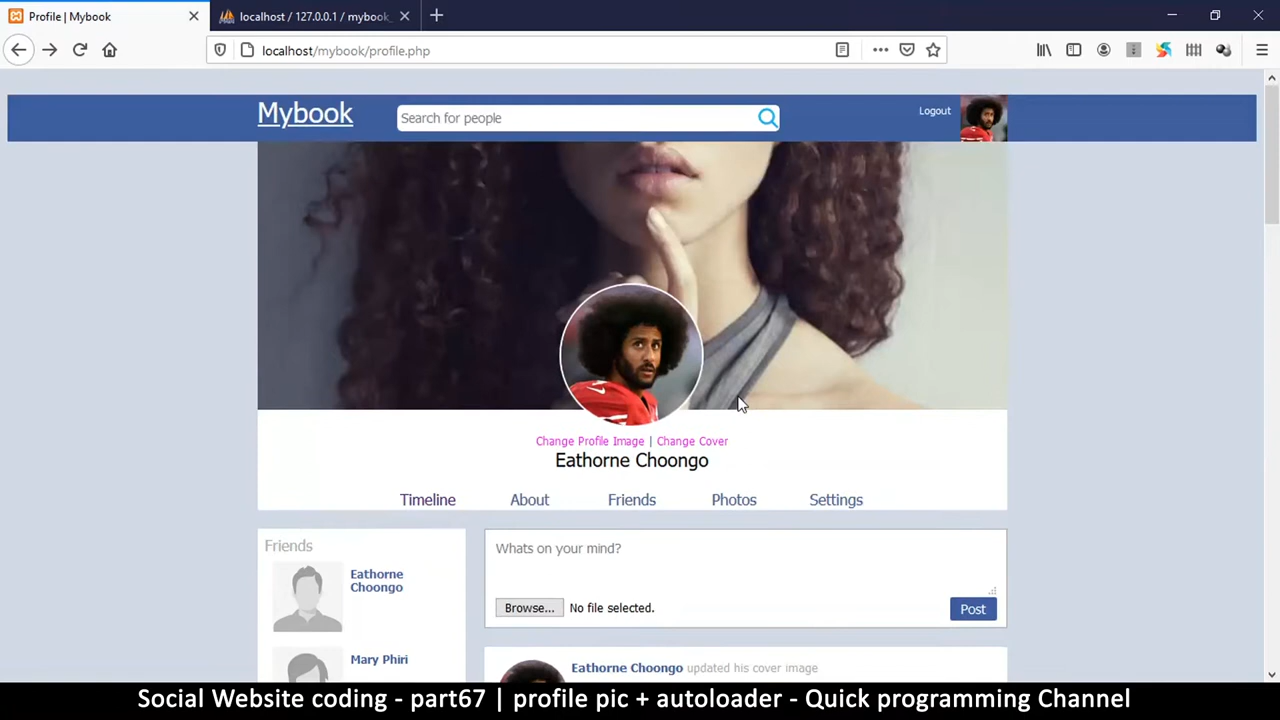 Profile | Mybook
localhost / 127.0.0.1 / mybook_
localhost/mybook/profile.php
Mybook
Search for people
Logout
Change Profile Image | Change Cover
Eathorne Choongo
Timeline About Friends Photos Settings
Friends
Eathorne
Choongo
Mary Phiri
Whats on your mind?
Browse... No file selected.
Post
Eathorne Choongo updated his cover image
Social Website coding - part67 | profile pic + autoloader - Quick programming Channel